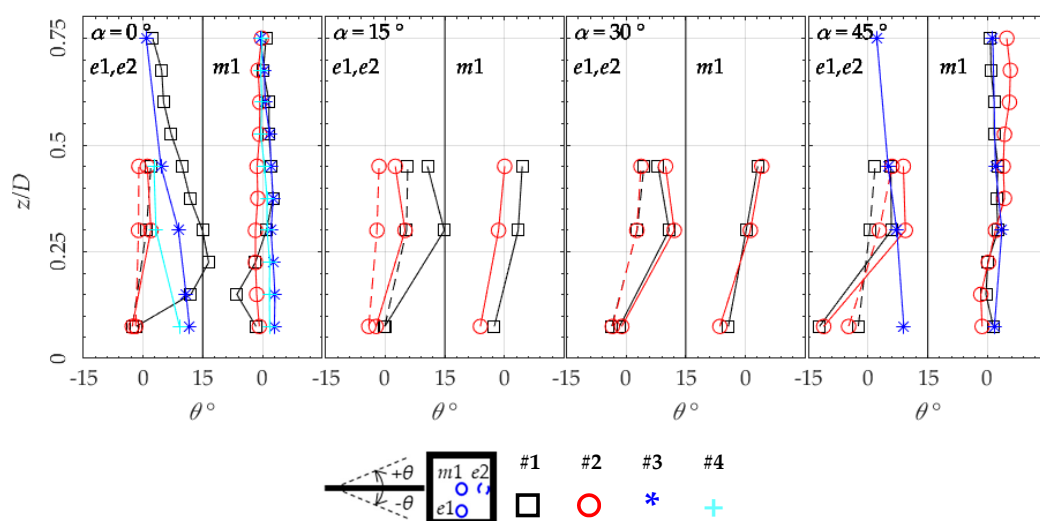 0.75
0.5
0.25
0
z/D
α = 0 °
e1,e2
m1
α = 15 °
e1,e2
m1
α = 30 °
e1,e2
m1
α = 45 °
e1,e2
m1
-15 0 15 0 -15 0 15 0 -15 0 15 0 -15 0 15 0
θ° θ° θ° θ°
+θ
-θ
m1 e2
e1
#1 #2 #3 #4